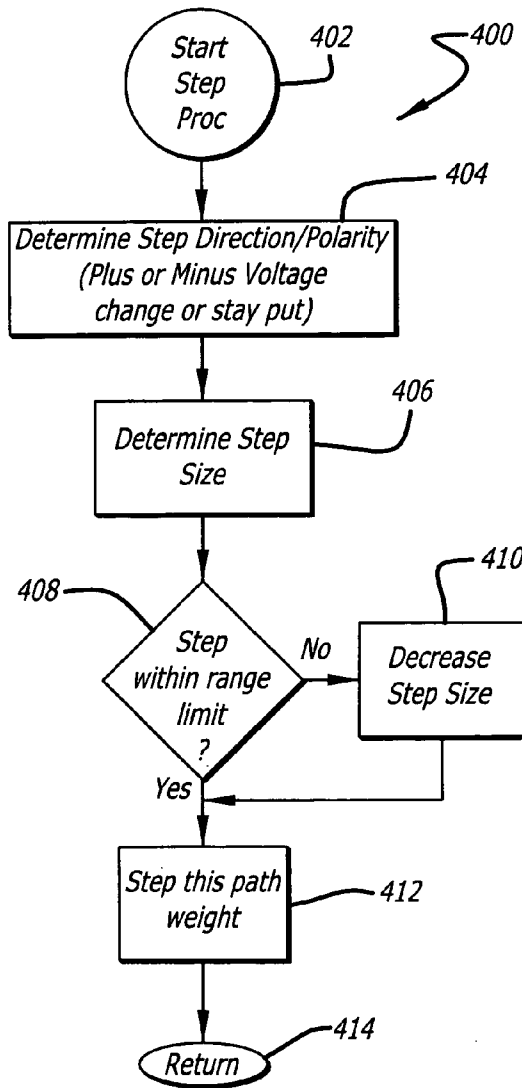 Start
Step
Proc
402
400
404
Determine Step Direction/Polarity
(Plus or Minus Voltage
change or stay put)
406
Determine Step
Size
408
Step
within range
limit
?
No
410
Decrease
Step Size
Yes
Step this path
weight
412
Return
414